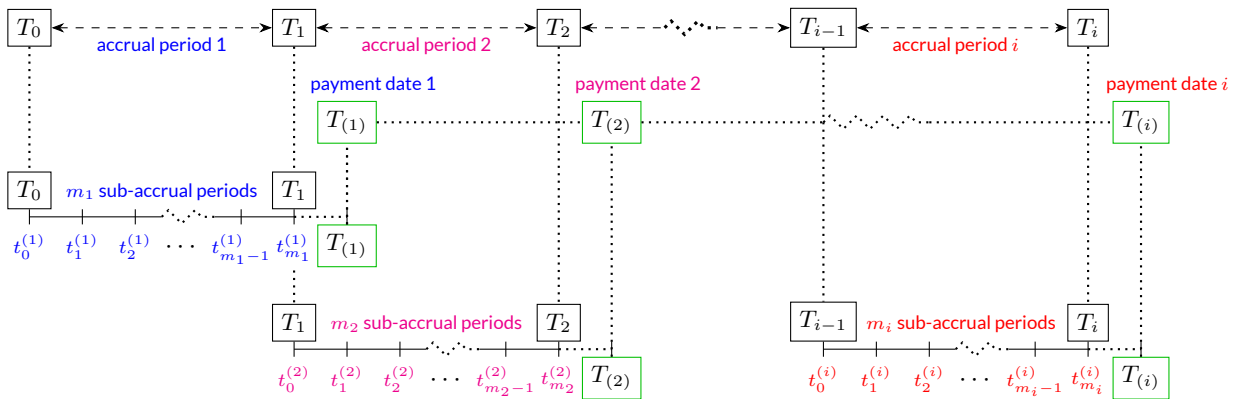 T_0 T_1 T_2 T_{i−1} T_i
accrual period 1 accrual period 2 accrual period i
payment date 1 payment date 2 payment date i
T_{(1)} T_{(2)} T_{(i)}
T_0 m_1 sub-accrual periods T_1
t_0^{(1)} t_1^{(1)} t_2^{(1)} ⋯ t_{m_1−1}^{(1)} t_{m_1}^{(1)} T_{(1)}
T_1 m_2 sub-accrual periods T_2 T_{i−1} m_i sub-accrual periods T_i
t_0^{(2)} t_1^{(2)} t_2^{(2)} ⋯ t_{m_2−1}^{(2)} t_{m_2}^{(2)} T_{(2)} t_0^{(i)} t_1^{(i)} t_2^{(i)} ⋯ t_{m_i−1}^{(i)} t_{m_i}^{(i)} T_{(i)}